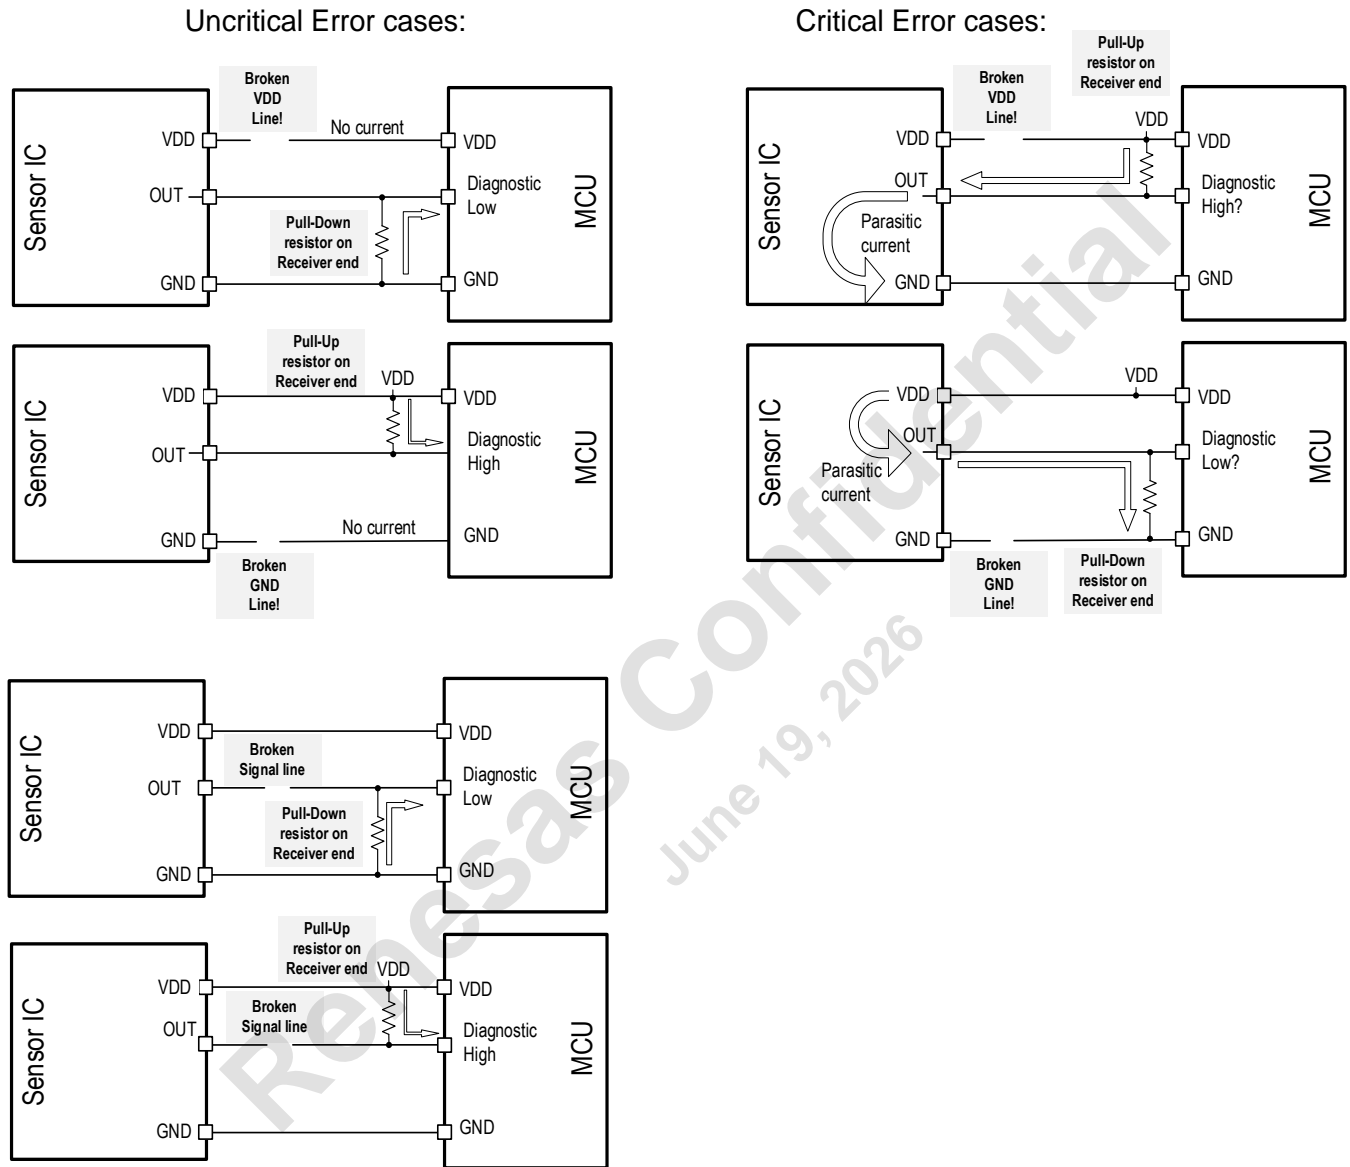 Uncritical Error cases:
Broken
VDD
Line!
No current
VDD
VDD
OUT
Diagnostic
Low
Pull-Down
resistor on
Receiver end
GND
GND
Sensor IC
MCU
Pull-Up
resistor on
Receiver end
VDD
VDD
VDD
OUT
Diagnostic
High
No current
GND
GND
Broken
GND
Line!
Sensor IC
MCU
VDD
VDD
Broken
Signal line
OUT
Diagnostic
Low
Pull-Down
resistor on
Receiver end
GND
GND
Sensor IC
MCU
Pull-Up
resistor on
Receiver end
VDD
VDD
VDD
Broken
Signal line
OUT
Diagnostic
High
GND
GND
Sensor IC
MCU
Critical Error cases:
Pull-Up
resistor on
Receiver end
Broken
VDD
Line!
VDD
VDD
VDD
OUT
Diagnostic
High?
Parasitic
current
GND
GND
Sensor IC
MCU
VDD
VDD
VDD
OUT
Diagnostic
Low?
Parasitic
current
GND
GND
Broken
GND
Line!
Pull-Down
resistor on
Receiver end
Sensor IC
MCU
Renesas Confidential
June 19, 2026